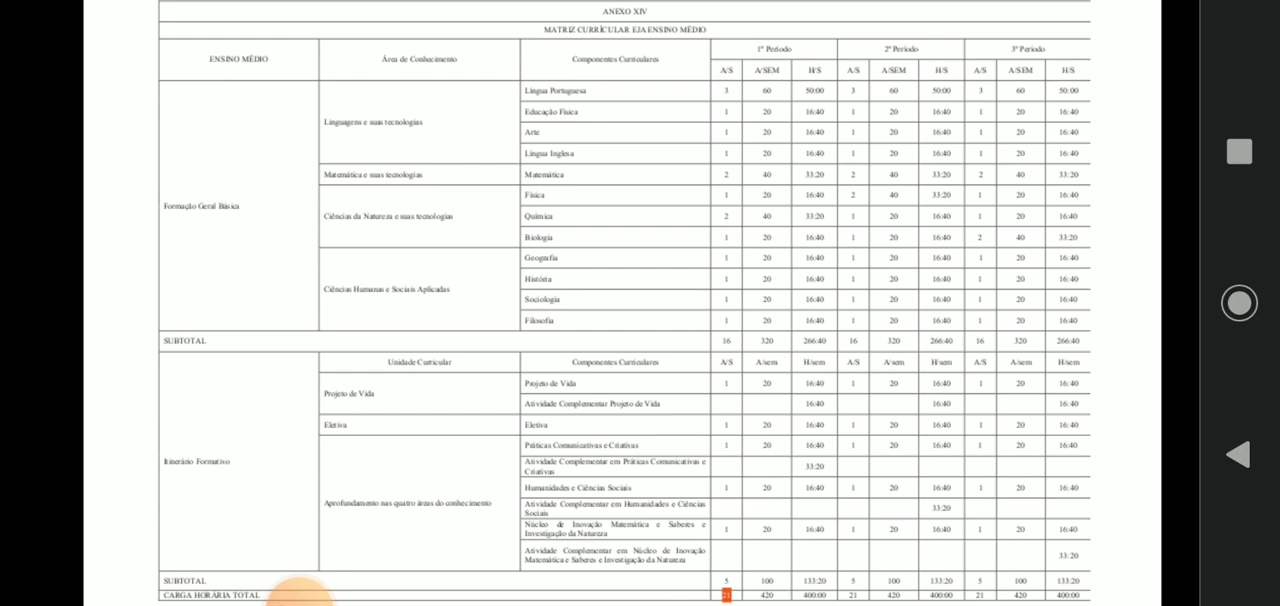 ANEXO XIV
MATRIZ CURRÍCULAR EJA ENSINO MÉDIO
ENSINO MÉDIO Área de Conhecimento Componentes Curriculares 1º Período 2º Período 3º Período
A/S A/SEM H/S A/S A/SEM H/S A/S A/SEM H/S
Formação Geral Básica
Linguagens e suas tecnologias
Língua Portuguesa 3 60 50:00 3 60 50:00 3 60 50:00
Educação Física 1 20 16:40 1 20 16:40 1 20 16:40
Arte 1 20 16:40 1 20 16:40 1 20 16:40
Língua Inglesa 1 20 16:40 1 20 16:40 1 20 16:40
Matemática e suas tecnologias Matemática 2 40 33:20 2 40 33:20 2 40 33:20
Ciências da Natureza e suas tecnologias
Física 1 20 16:40 2 40 33:20 1 20 16:40
Química 2 40 33:20 1 20 16:40 1 20 16:40
Biologia 1 20 16:40 1 20 16:40 2 40 33:20
Ciências Humanas e Sociais Aplicadas
Geografia 1 20 16:40 1 20 16:40 1 20 16:40
História 1 20 16:40 1 20 16:40 1 20 16:40
Sociologia 1 20 16:40 1 20 16:40 1 20 16:40
Filosofia 1 20 16:40 1 20 16:40 1 20 16:40
SUBTOTAL 16 320 266:40 16 320 266:40 16 320 266:40
Itinerário Formativo
Unidade Curricular Componentes Curriculares A/S A/sem H/sem A/S A/sem H/sem A/S A/sem H/sem
Projeto de Vida
Projeto de Vida 1 20 16:40 1 20 16:40 1 20 16:40
Atividade Complementar Projeto de Vida 16:40 16:40 16:40
Eletiva Eletiva 1 20 16:40 1 20 16:40 1 20 16:40
Aprofundamento nas quatro áreas do conhecimento
Práticas Comunicativas e Criativas 1 20 16:40 1 20 16:40 1 20 16:40
Atividade Complementar em Práticas Comunicativas e
Criativas 33:20
Humanidades e Ciências Sociais 1 20 16:40 1 20 16:40 1 20 16:40
Atividade Complementar em Humanidades e Ciências
Sociais 33:20
Núcleo de Inovação Matemática e Saberes e
Investigação da Natureza 1 20 16:40 1 20 16:40 1 20 16:40
Atividade Complementar em Núcleo de Inovação
Matemática e Saberes e Investigação da Natureza 33:20
SUBTOTAL 5 100 133:20 5 100 133:20 5 100 133:20
CARGA HORÁRIA TOTAL 21 420 400:00 21 420 400:00 21 420 400:00